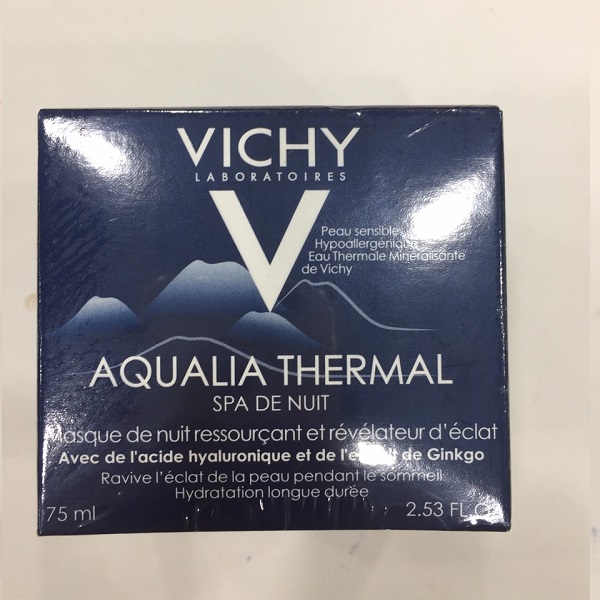 VICHY
LABORATOIRES
V
Peau sensible
Hypoallergénique
Eau Thermale Minéralisante
de Vichy
AQUALIA THERMAL
SPA DE NUIT
Masque de nuit ressourçant et révélateur d'éclat
Avec de l'acide hyaluronique et de l'extrait de Ginkgo
Ravive l'éclat de la peau pendant le sommeil
Hydratation longue durée
75 ml
2.53 FL.